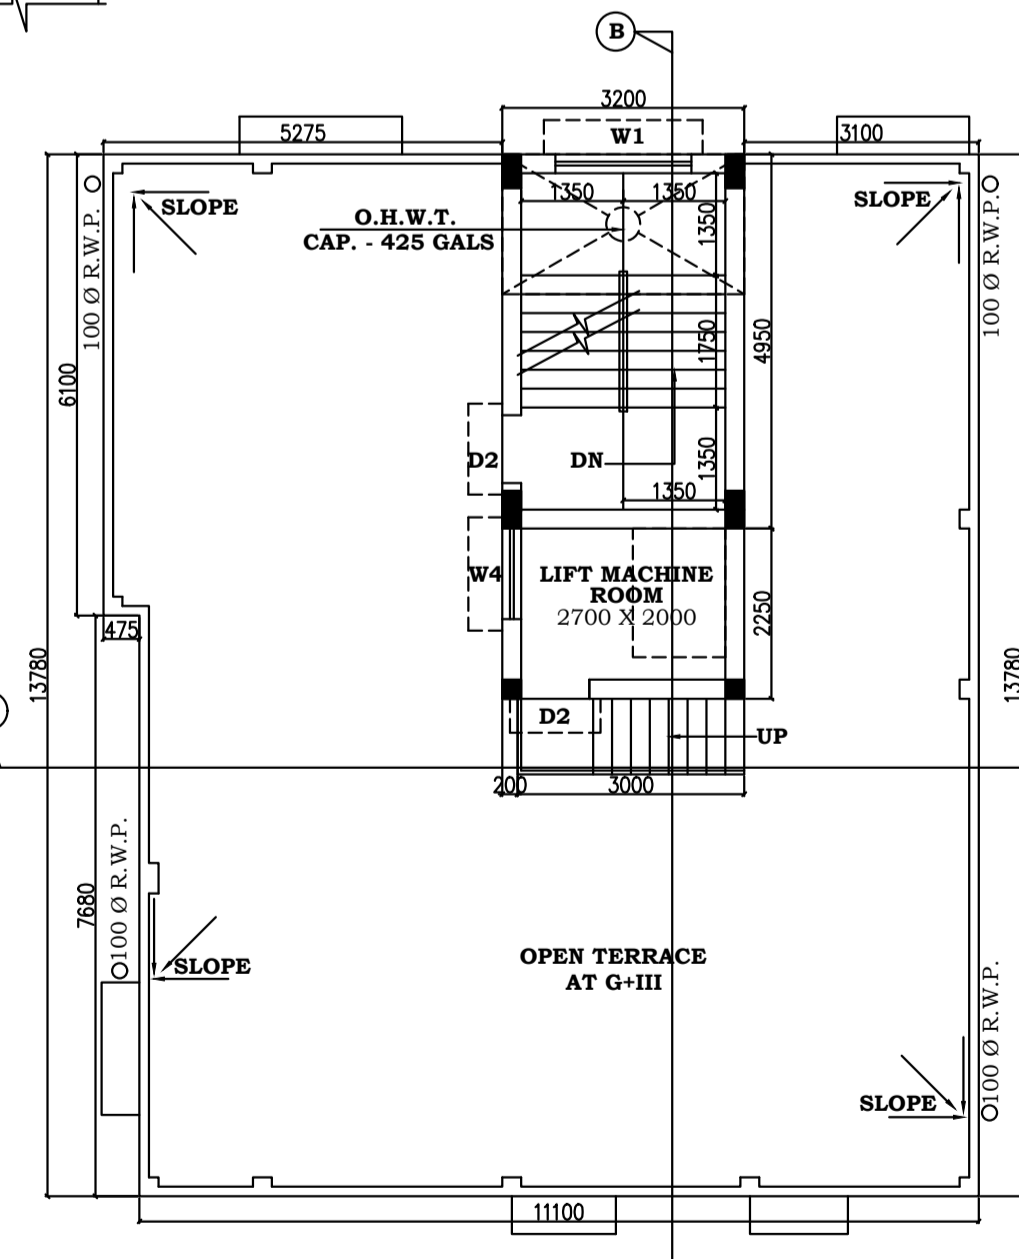 B
3200
5275
W1
3100
1350
1350
SLOPE
SLOPE
O.H.W.T.
CAP. - 425 GALS
1350
100 Ø R.W.P.
100 Ø R.W.P.
1750
4950
6100
D2
DN
1350
1350
W4
LIFT MACHINE
ROOM
2700 X 2000
2250
475
13780
13780
D2
UP
200
3000
100 Ø R.W.P.
7680
SLOPE
OPEN TERRACE
AT G+III
100 Ø R.W.P.
SLOPE
11100